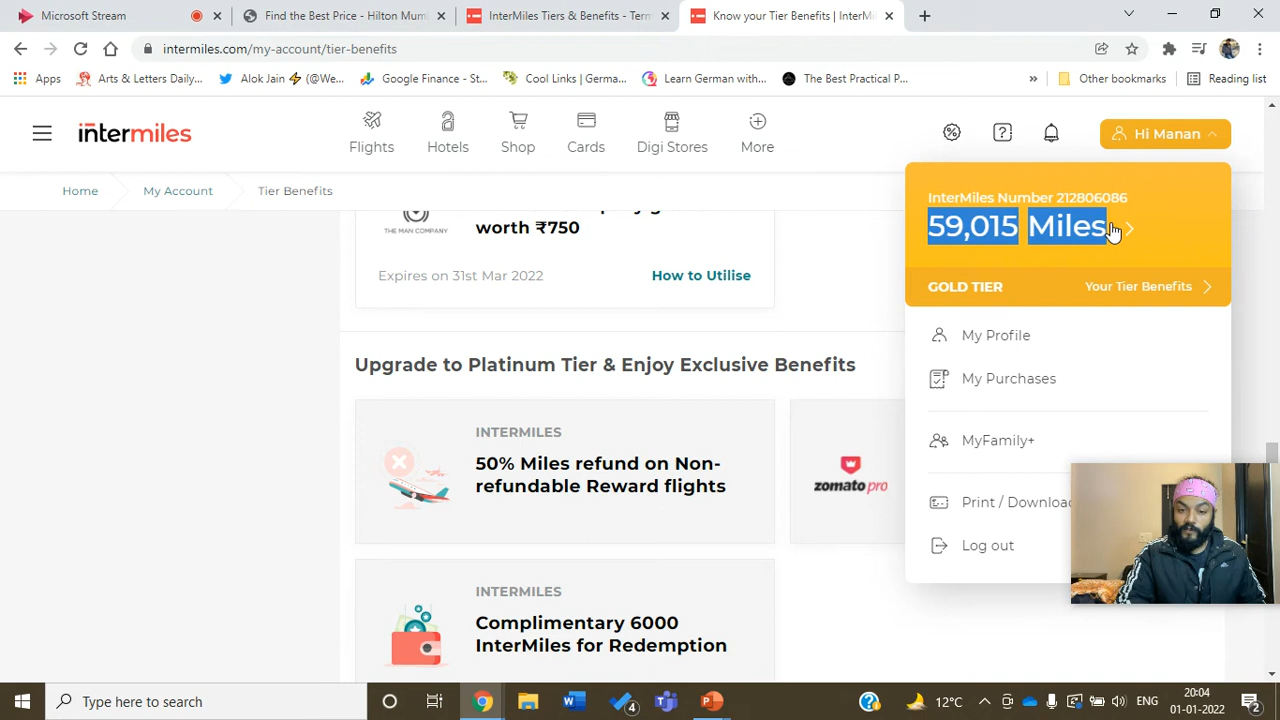 Microsoft Stream
Find the Best Price - Hilton Mum
InterMiles Tiers & Benefits - Term
Know your Tier Benefits | InterMi
intermiles.com/my-account/tier-benefits
Apps
Arts & Letters Daily...
Alok Jain ⚡ (@We...
Google Finance - St...
Cool Links | Germa...
Learn German with...
The Best Practical P...
»
Other bookmarks
Reading list
intermiles
Flights
Hotels
Shop
Cards
Digi Stores
More
Hi Manan
Home
My Account
Tier Benefits
InterMiles Number 212806086
59,015 Miles
GOLD TIER
Your Tier Benefits
My Profile
My Purchases
MyFamily+
Print / Download
Log out
THE MAN COMPANY
worth ₹750
Expires on 31st Mar 2022
How to Utilise
Upgrade to Platinum Tier & Enjoy Exclusive Benefits
INTERMILES
50% Miles refund on Non-
refundable Reward flights
zomato pro
INTERMILES
Complimentary 6000
InterMiles for Redemption
Type here to search
4
12°C
ENG
20:04
01-01-2022
2